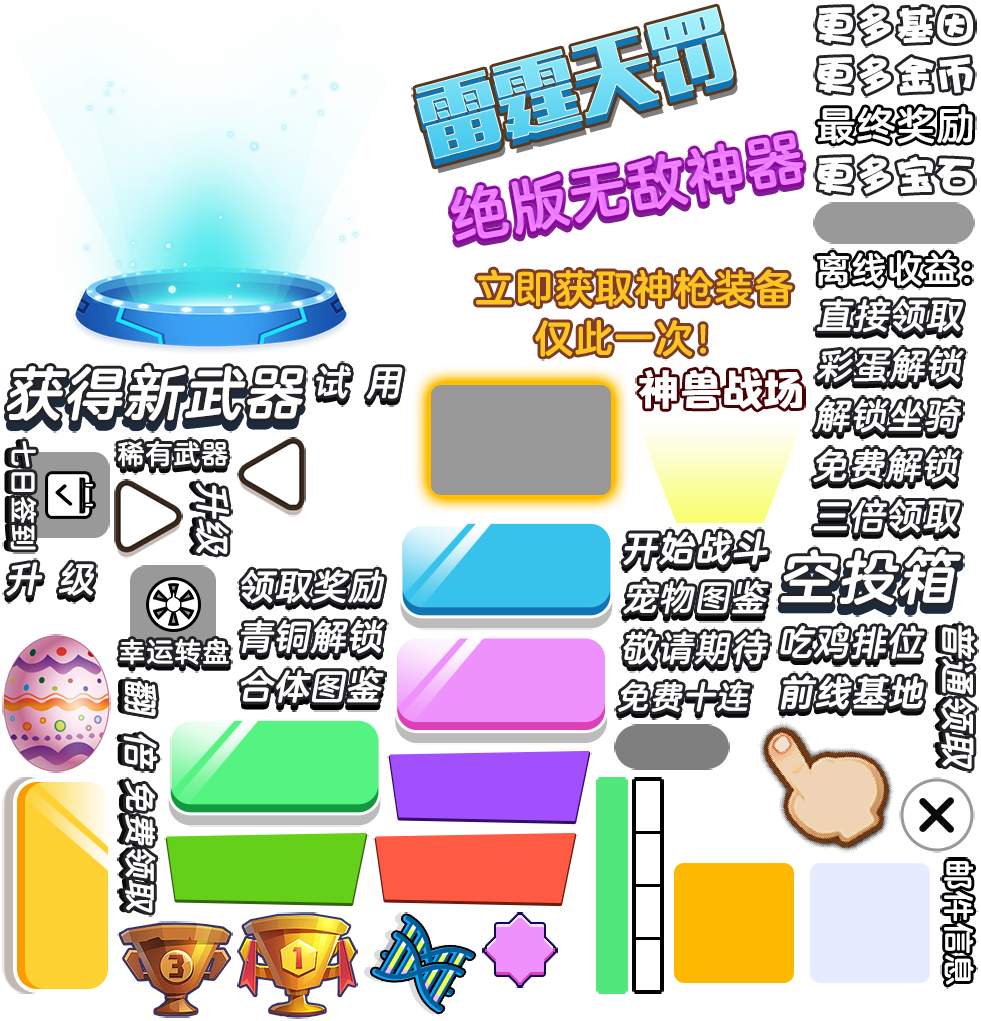 雷霆天罚
绝版无敌神器
立即获取神枪装备
仅此一次!
更多基因
更多金币
最终奖励
更多宝石
离线收益:
直接领取
彩蛋解锁
解锁坐骑
免费解锁
三倍领取
获得新武器
试用
神兽战场
七日签到
稀有武器
升级
升级
幸运转盘
领取奖励
青铜解锁
合体图鉴
翻倍
免费领取
开始战斗
宠物图鉴
敬请期待
免费十连
空投箱
吃鸡排位
前线基地
普通领取
邮件信息
3
1